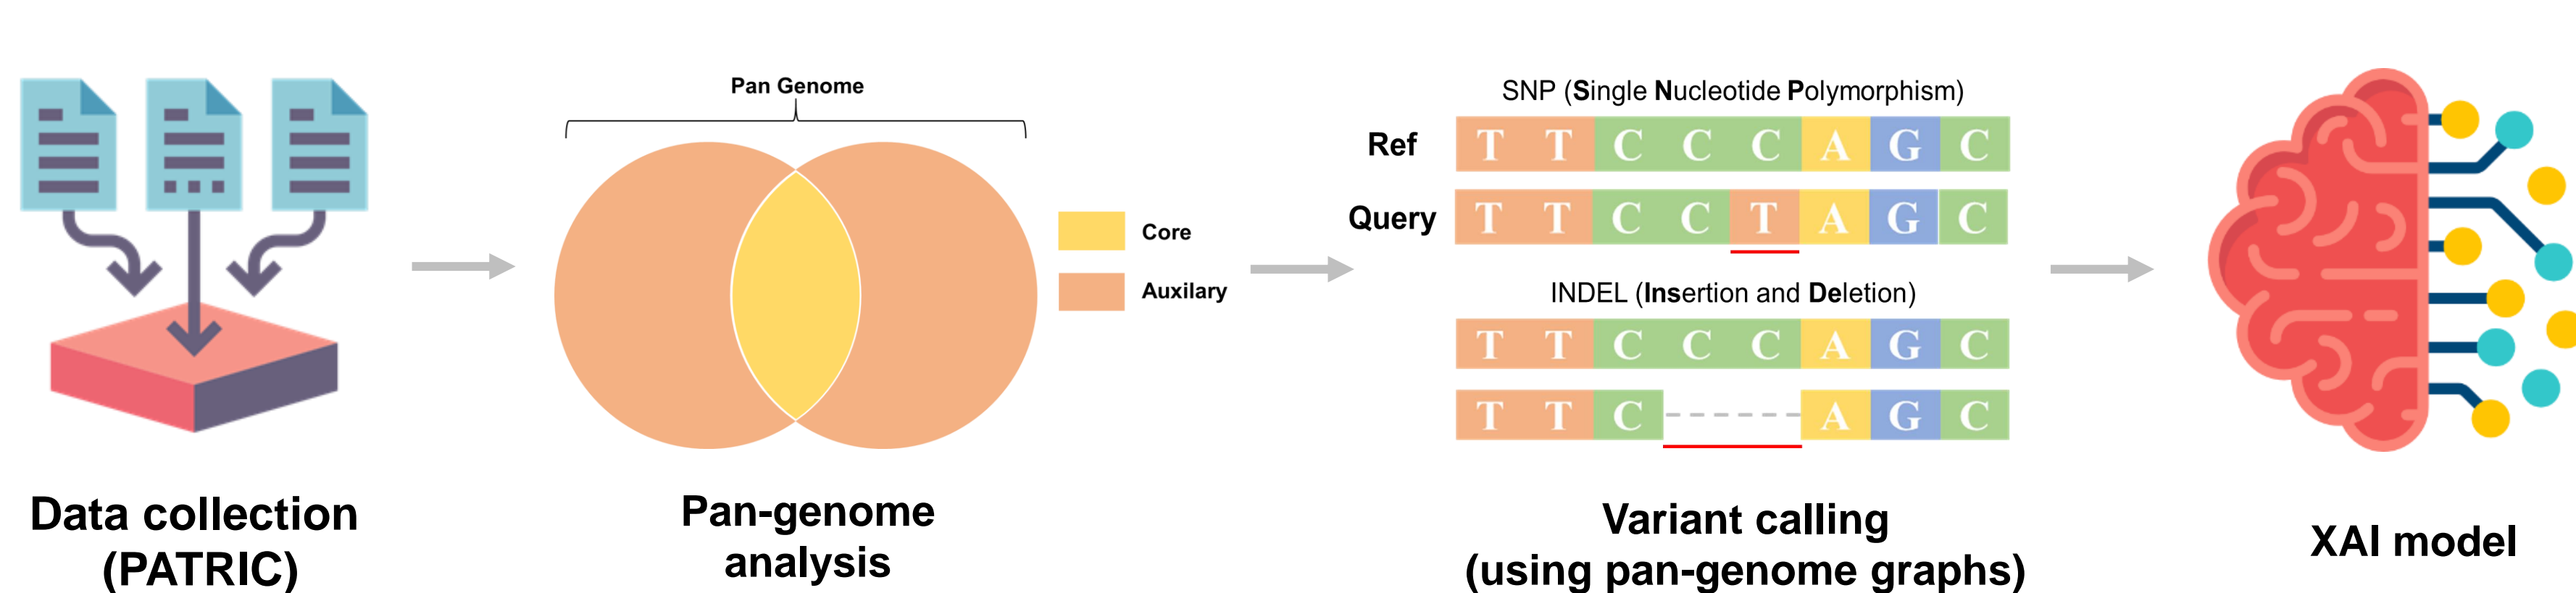 Pan Genome
Core
Auxilary
SNP (Single Nucleotide Polymorphism)
Ref
T T C C C A G C
Query
T T C C T A G C
INDEL (Insertion and Deletion)
T T C C C A G C
T T C ------ A G C
Data collection
(PATRIC)
Pan-genome
analysis
Variant calling
(using pan-genome graphs)
XAI model